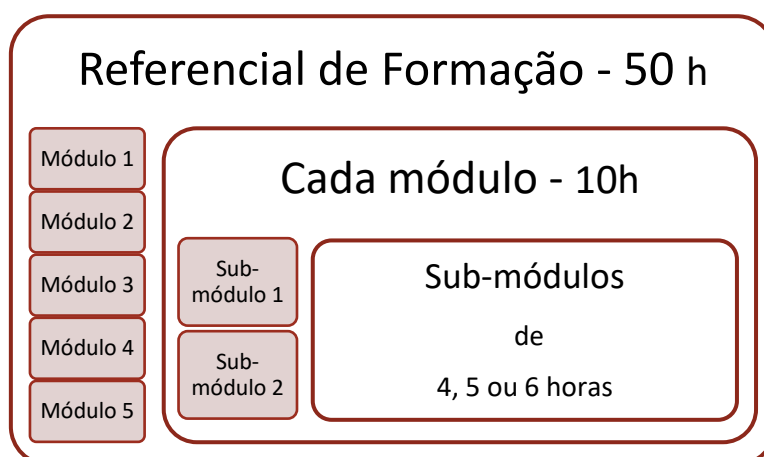 Referencial de Formação - 50 h
Módulo 1
Módulo 2
Módulo 3
Módulo 4
Módulo 5
Cada módulo - 10h
Sub-
módulo 1
Sub-
módulo 2
Sub-módulos
de
4, 5 ou 6 horas